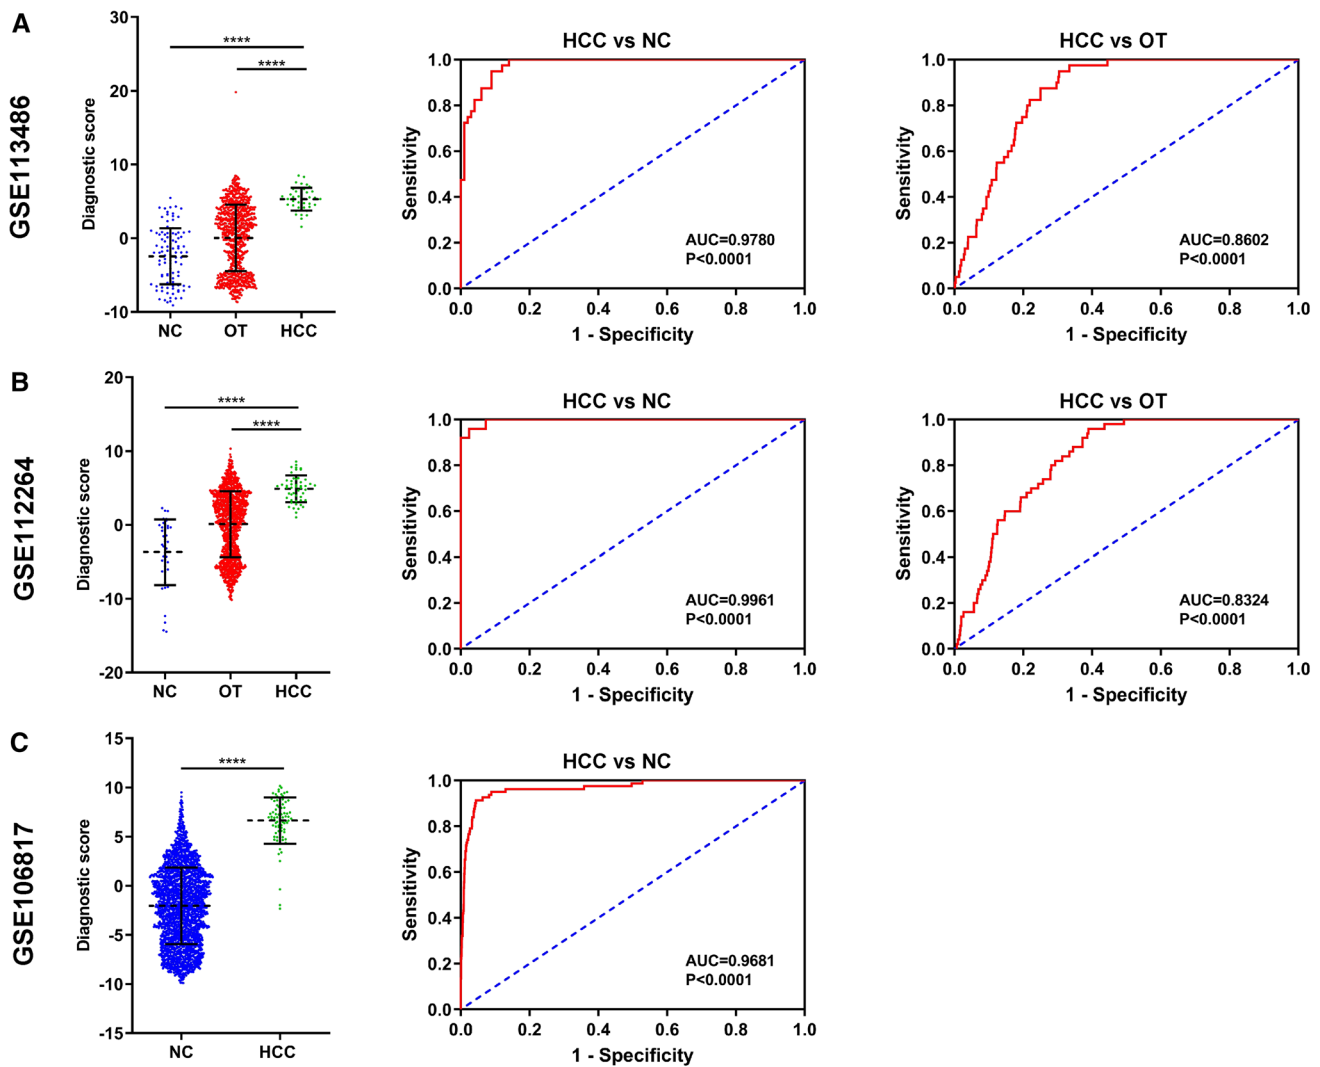 A
GSE113486
Diagnostic score
30
20
10
0
-10
****
****
NC OT HCC
HCC vs NC
Sensitivity
1.0
0.8
0.6
0.4
0.2
0.0
AUC=0.9780
P<0.0001
0.0 0.2 0.4 0.6 0.8 1.0
1 - Specificity
HCC vs OT
Sensitivity
1.0
0.8
0.6
0.4
0.2
0.0
AUC=0.8602
P<0.0001
0.0 0.2 0.4 0.6 0.8 1.0
1 - Specificity
B
GSE112264
Diagnostic score
20
10
0
-10
-20
****
****
NC OT HCC
HCC vs NC
Sensitivity
1.0
0.8
0.6
0.4
0.2
0.0
AUC=0.9961
P<0.0001
0.0 0.2 0.4 0.6 0.8 1.0
1 - Specificity
HCC vs OT
Sensitivity
1.0
0.8
0.6
0.4
0.2
0.0
AUC=0.8324
P<0.0001
0.0 0.2 0.4 0.6 0.8 1.0
1 - Specificity
C
GSE106817
Diagnostic score
15
10
5
0
-5
-10
-15
****
NC HCC
HCC vs NC
Sensitivity
1.0
0.8
0.6
0.4
0.2
0.0
AUC=0.9681
P<0.0001
0.0 0.2 0.4 0.6 0.8 1.0
1 - Specificity